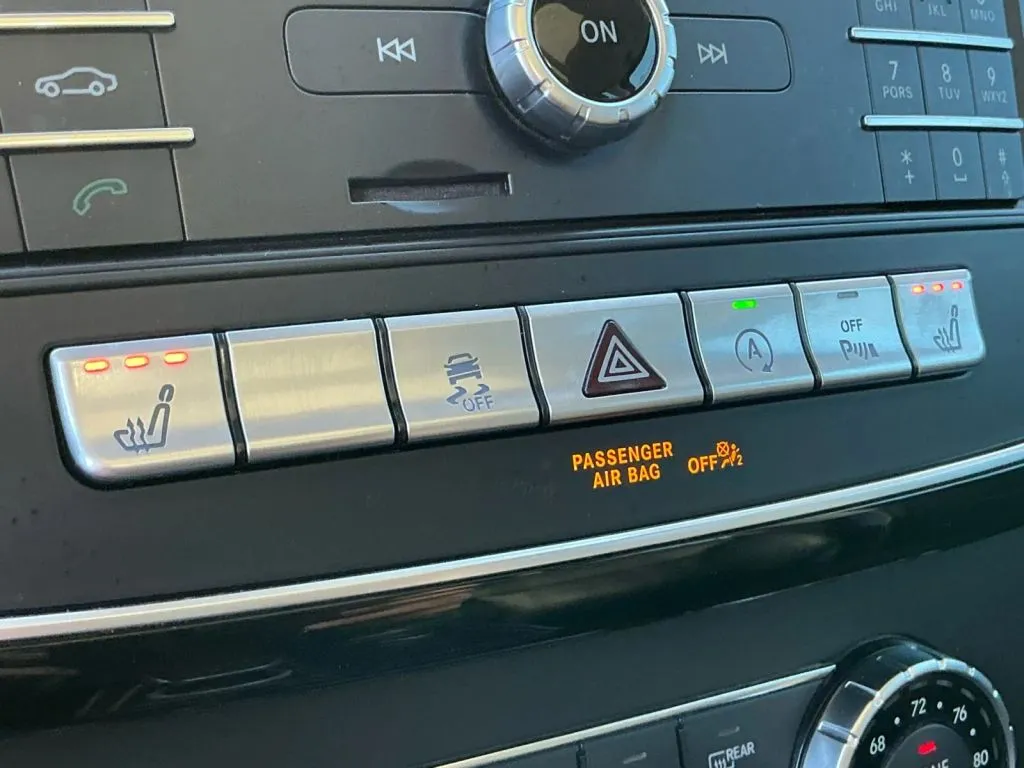 ON
GHI
JKL
MNO
7
PQRS
8
TUV
9
WXYZ
*
+
0
#
OFF
A
OFF
PASSENGER
AIR BAG
OFF
2
REAR
68
72
76
80